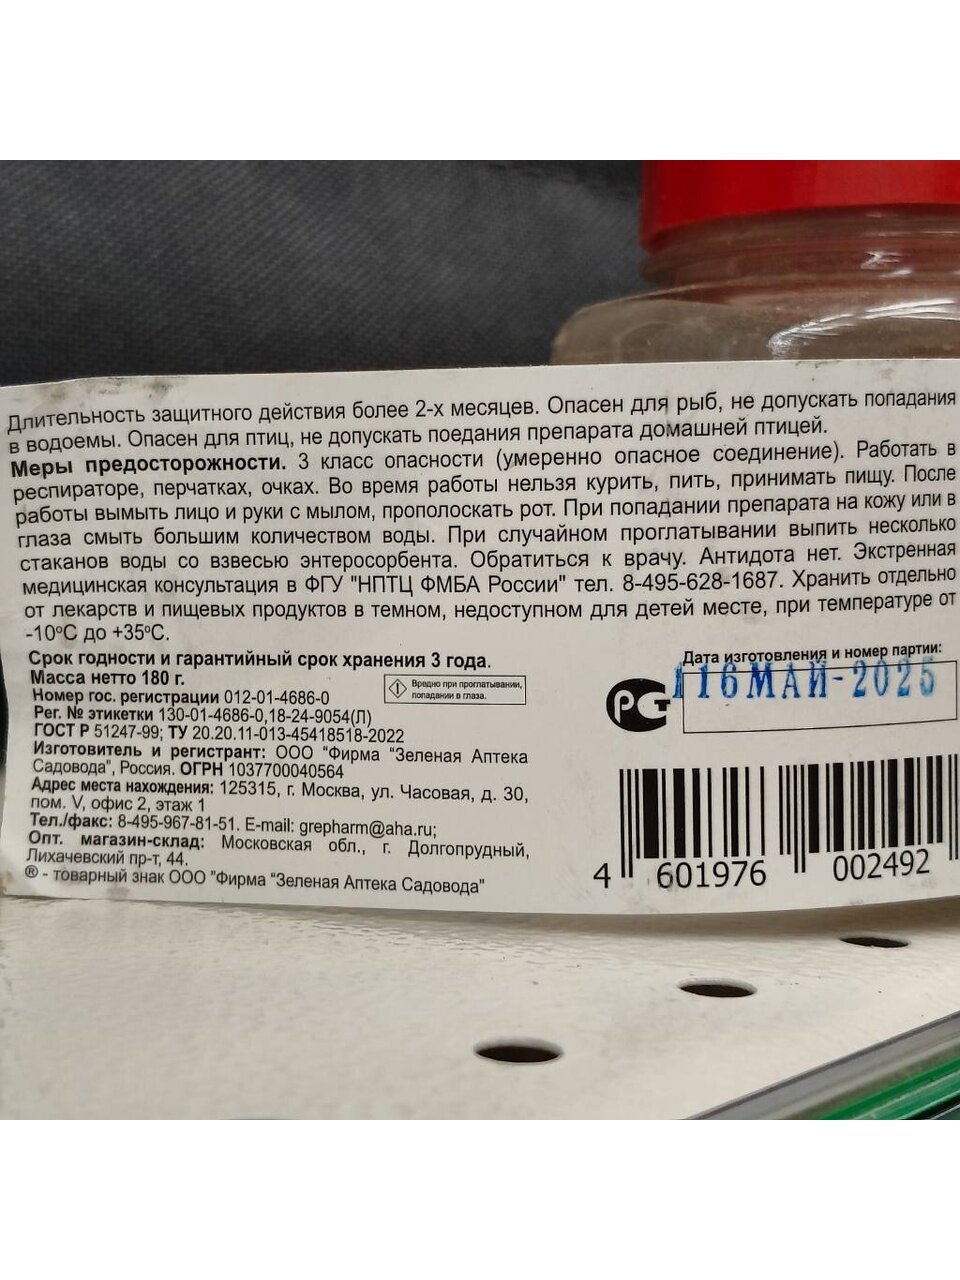 Длительность защитного действия более 2-х месяцев. Опасен для рыб, не допускать попадания
в водоемы. Опасен для птиц, не допускать поедания препарата домашней птицей.
Меры предосторожности. 3 класс опасности (умеренно опасное соединение). Работать в
респираторе, перчатках, очках. Во время работы нельзя курить, пить, принимать пищу. После
работы вымыть лицо и руки с мылом, прополоскать рот. При попадании препарата на кожу или в
глаза смыть большим количеством воды. При случайном проглатывании выпить несколько
стаканов воды со взвесью энтеросорбента. Обратиться к врачу. Антидота нет. Экстренная
медицинская консультация в ФГУ "НПТЦ ФМБА России" тел. 8-495-628-1687. Хранить отдельно
от лекарств и пищевых продуктов в темном, недоступном для детей месте, при температуре от
-10°С до +35°С.
Срок годности и гарантийный срок хранения 3 года.
Масса нетто 180 г.
Номер гос. регистрации 012-01-4686-0
Рег. № этикетки 130-01-4686-0,18-24-9054(Л)
ГОСТ Р 51247-99; ТУ 20.20.11-013-45418518-2022
Изготовитель и регистрант: ООО "Фирма "Зеленая Аптека
Садовода", Россия. ОГРН 1037700040564
Адрес места нахождения: 125315, г. Москва, ул. Часовая, д. 30,
пом. V, офис 2, этаж 1
Тел./факс: 8-495-967-81-51. E-mail: grepharm@aha.ru;
Опт. магазин-склад: Московская обл., г. Долгопрудный,
Лихачевский пр-т, 44.
® - товарный знак ООО "Фирма "Зеленая Аптека Садовода"
Вредно при проглатывании,
попадании в глаза.
Дата изготовления и номер партии:
116МАЙ-2025
РСТ
4 601976 002492